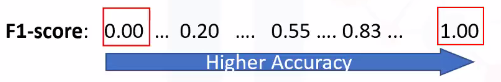 F1-score: 0.00 ... 0.20 .... 0.55 .... 0.83 ... 1.00
Higher Accuracy